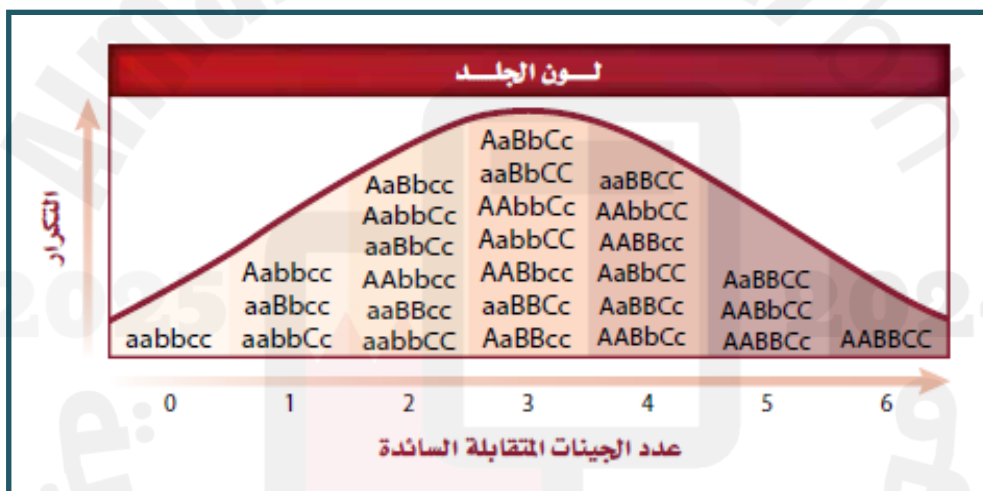 لـــون الجلـــد
التكرار
aabbcc
Aabbcc
aaBbcc
aabbCc
AaBbcc
AabbCc
aaBbCc
AAbbcc
aaBBcc
aabbCC
AaBbCc
aaBbCC
AAbbCc
AabbCC
AABbcc
aaBBCc
AaBBcc
aaBBCC
AAbbCC
AABBcc
AaBbCC
AaBBCc
AABbCc
AaBBCC
AABbCC
AABBCc
AABBCC
0 1 2 3 4 5 6
عدد الجينات المتقابلة السائدة
2025